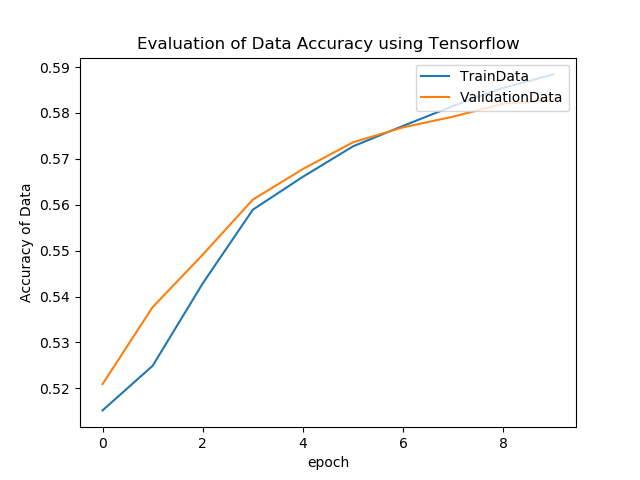 Evaluation of Data Accuracy using Tensorflow
TrainData
ValidationData
Accuracy of Data
0.59
0.58
0.57
0.56
0.55
0.54
0.53
0.52
0 2 4 6 8
epoch